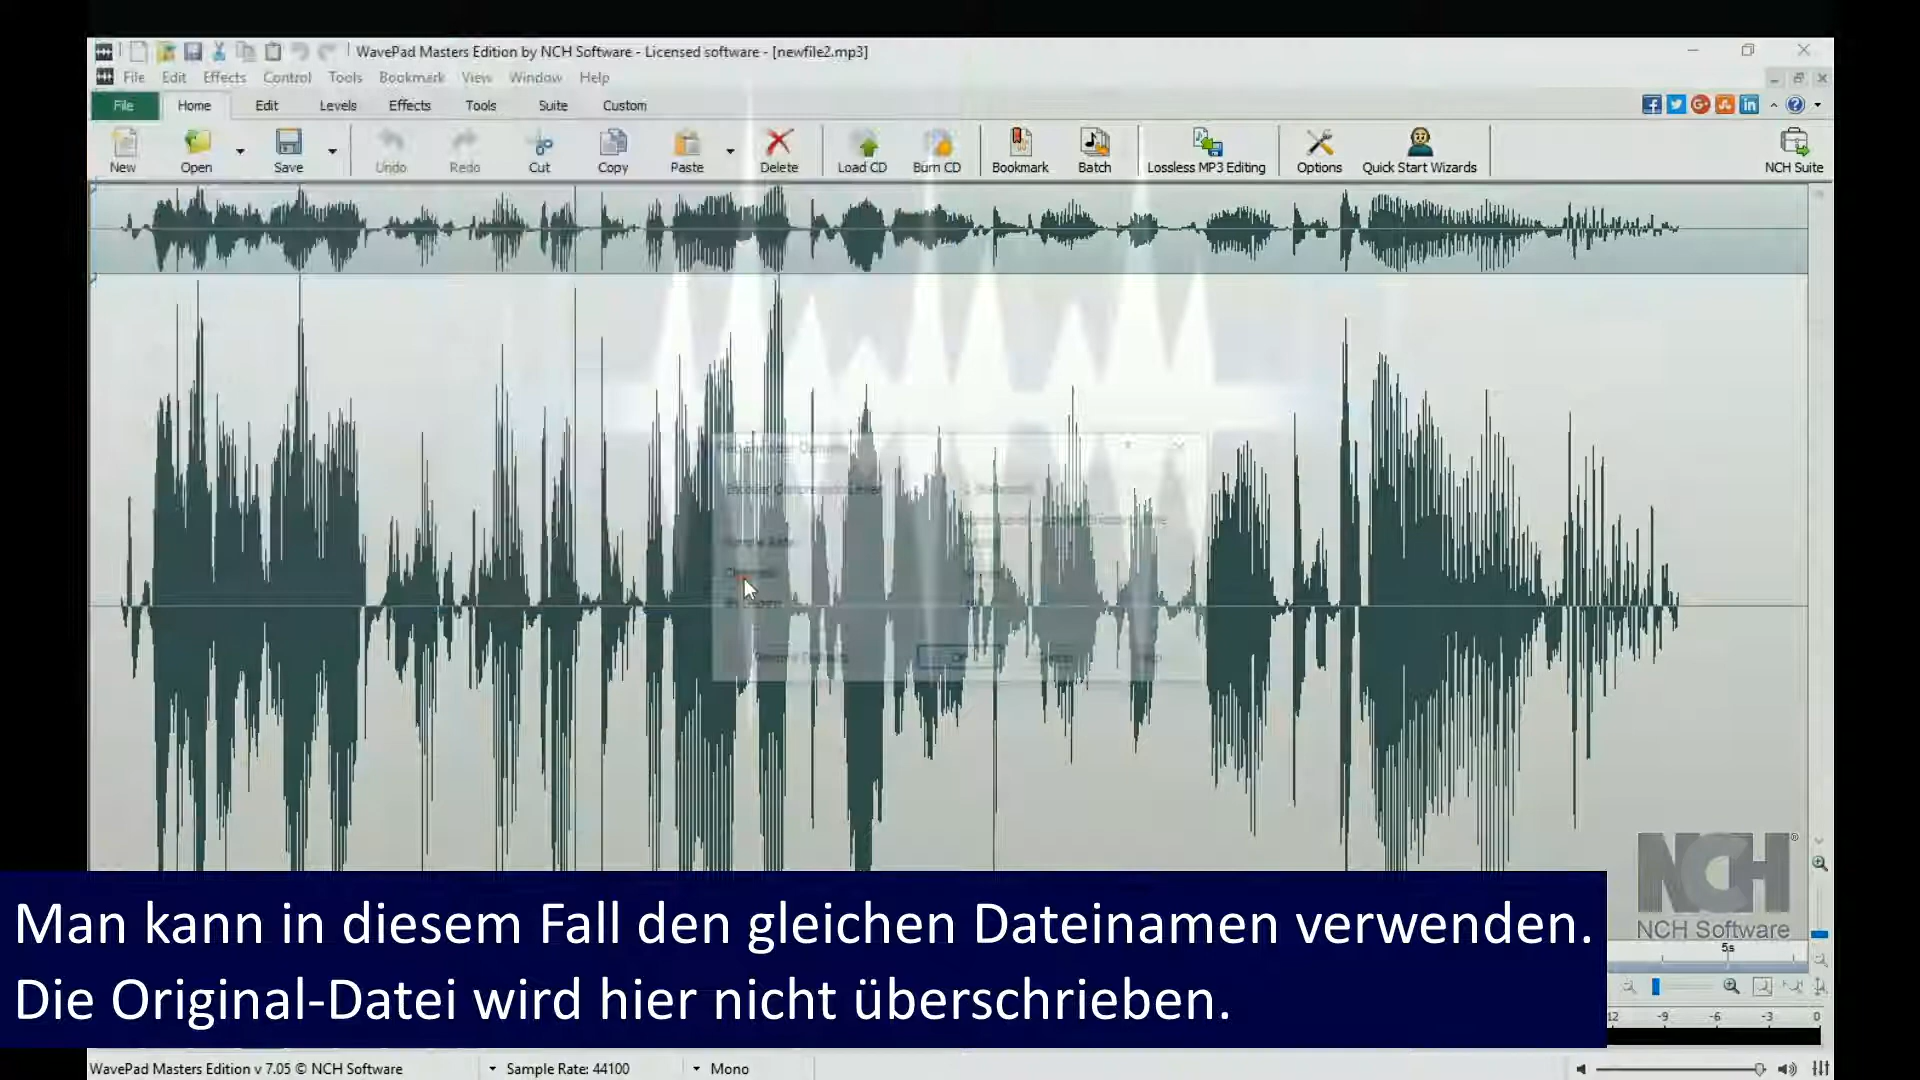 WavePad Masters Edition by NCH Software - Licensed software - [newfile2.mp3]
File Edit Effects Control Tools Bookmark View Window Help
File Home Edit Levels Effects Tools Suite Custom
New Open Save Undo Redo Cut Copy Paste Delete Load CD Burn CD Bookmark Batch Lossless MP3 Editing Options Quick Start Wizards NCH Suite
NCH®
NCH Software
5s
Man kann in diesem Fall den gleichen Dateinamen verwenden.
Die Original-Datei wird hier nicht überschrieben.
12 -9 -6 -3 0
WavePad Masters Edition v 7.05 © NCH Software Sample Rate: 44100 Mono